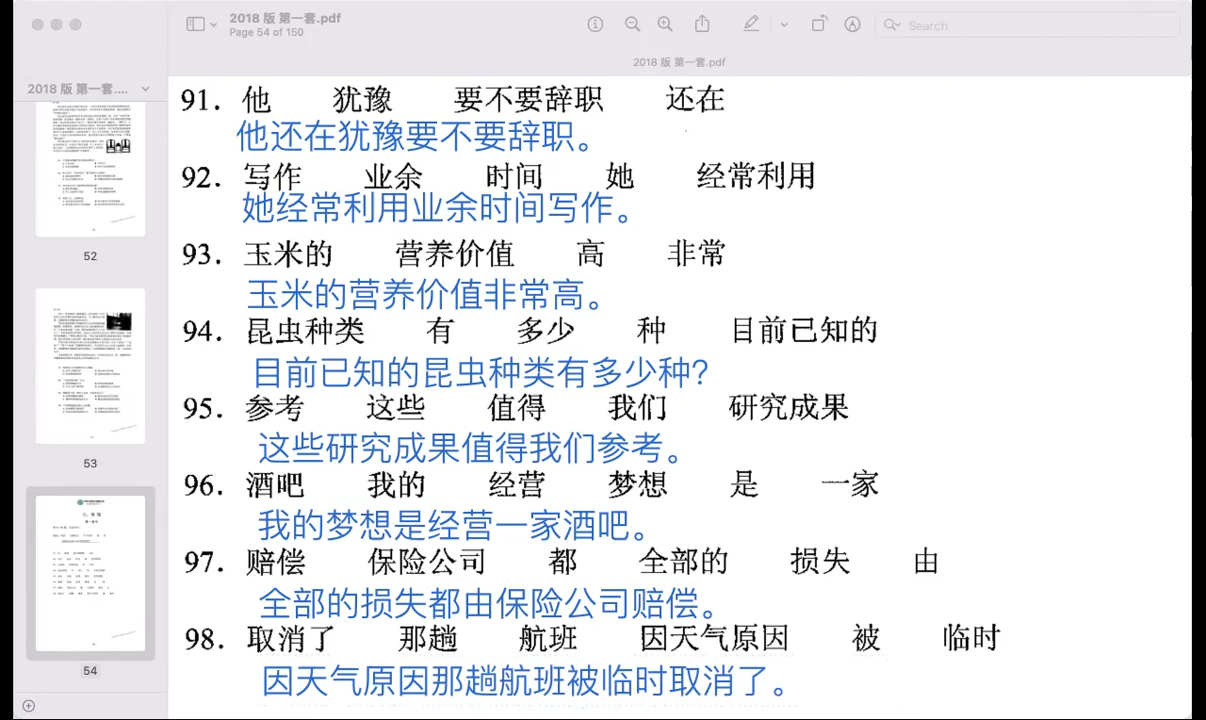 2018 版 第一套.pdf
Page 54 of 150
Search
2018 版 第一套.pdf
2018 版 第一套....
52
53
54
91. 他 犹豫 要不要辞职 还在
他还在犹豫要不要辞职。
92. 写作 业余 时间 她 经常利用
她经常利用业余时间写作。
93. 玉米的 营养价值 高 非常
玉米的营养价值非常高。
94. 昆虫种类 有 多少 种 目前已知的
目前已知的昆虫种类有多少种?
95. 参考 这些 值得 我们 研究成果
这些研究成果值得我们参考。
96. 酒吧 我的 经营 梦想 是 一家
我的梦想是经营一家酒吧。
97. 赔偿 保险公司 都 全部的 损失 由
全部的损失都由保险公司赔偿。
98. 取消了 那趟 航班 因天气原因 被 临时
因天气原因那趟航班被临时取消了。